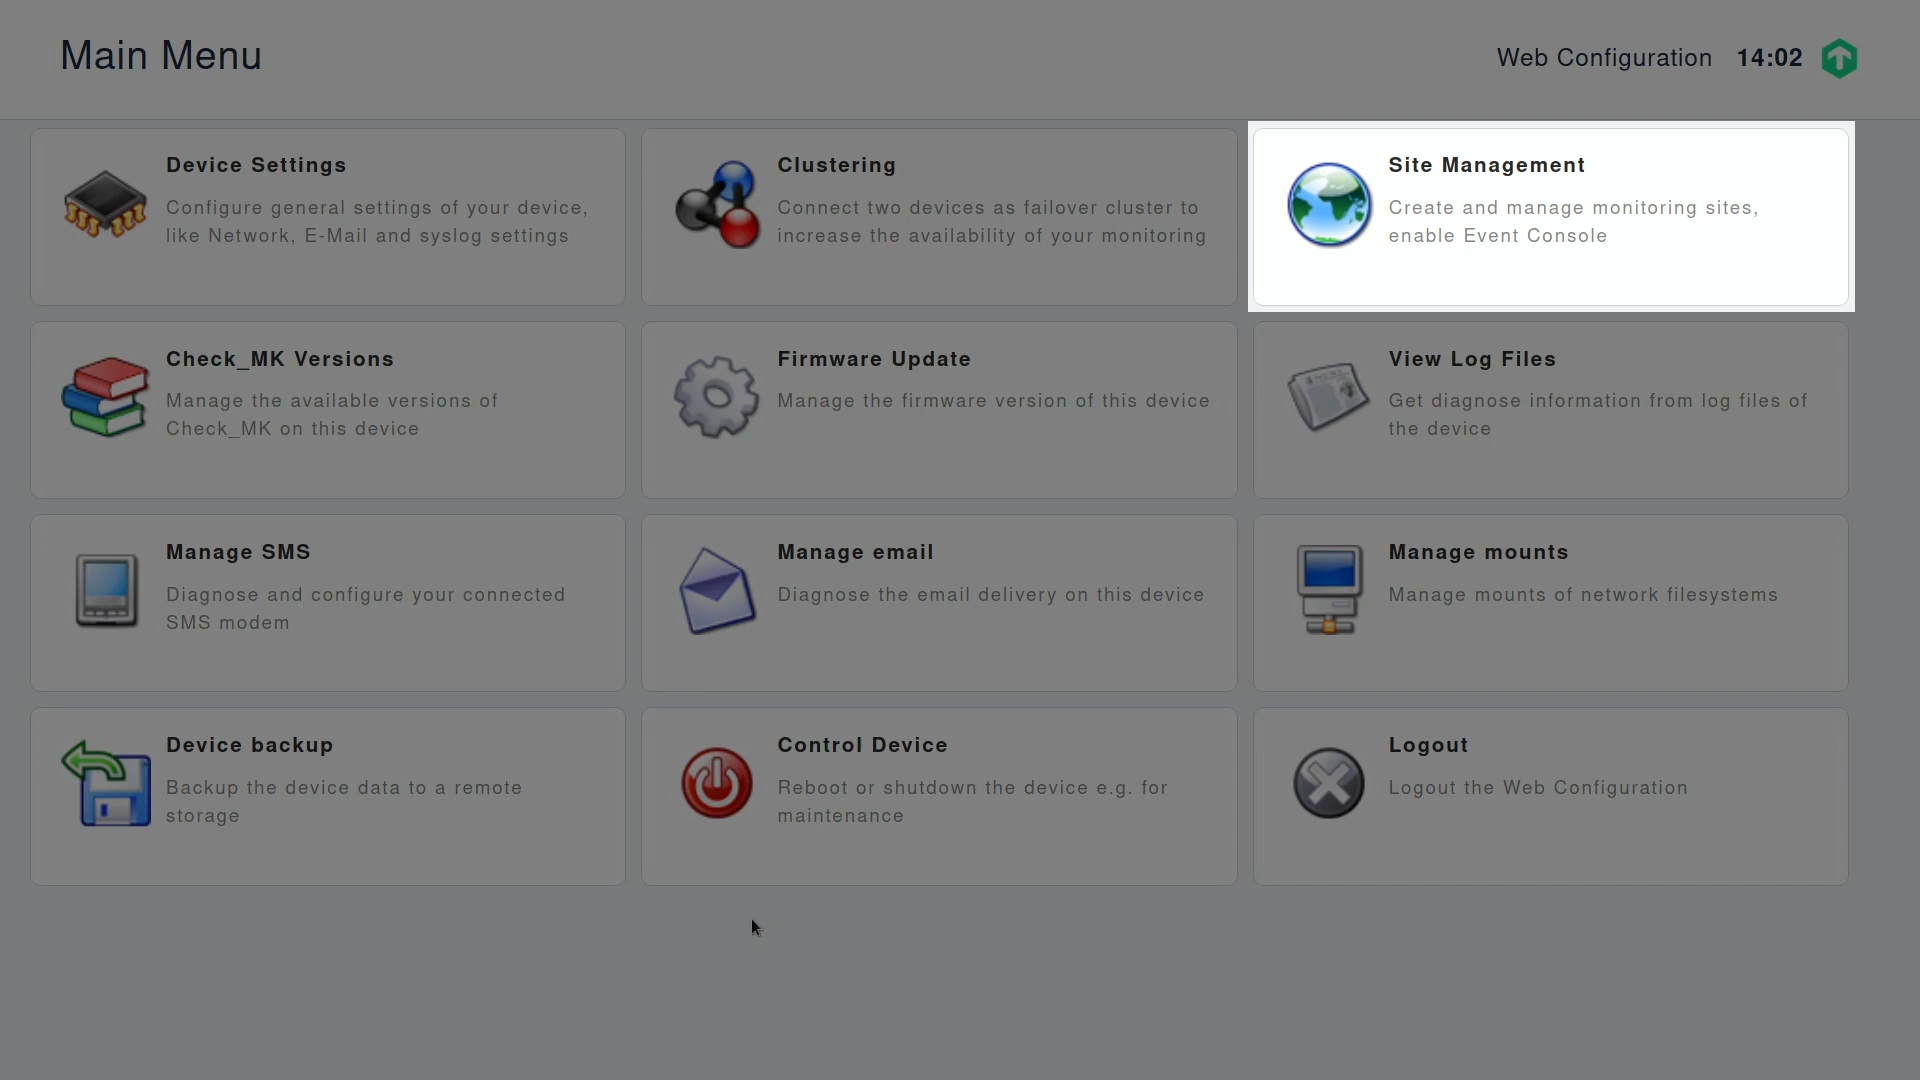 Main Menu
Web Configuration 14:02
Device Settings
Configure general settings of your device,
like Network, E-Mail and syslog settings
Clustering
Connect two devices as failover cluster to
increase the availability of your monitoring
Site Management
Create and manage monitoring sites,
enable Event Console
Check_MK Versions
Manage the available versions of
Check_MK on this device
Firmware Update
Manage the firmware version of this device
View Log Files
Get diagnose information from log files of
the device
Manage SMS
Diagnose and configure your connected
SMS modem
Manage email
Diagnose the email delivery on this device
Manage mounts
Manage mounts of network filesystems
Device backup
Backup the device data to a remote
storage
Control Device
Reboot or shutdown the device e.g. for
maintenance
Logout
Logout the Web Configuration